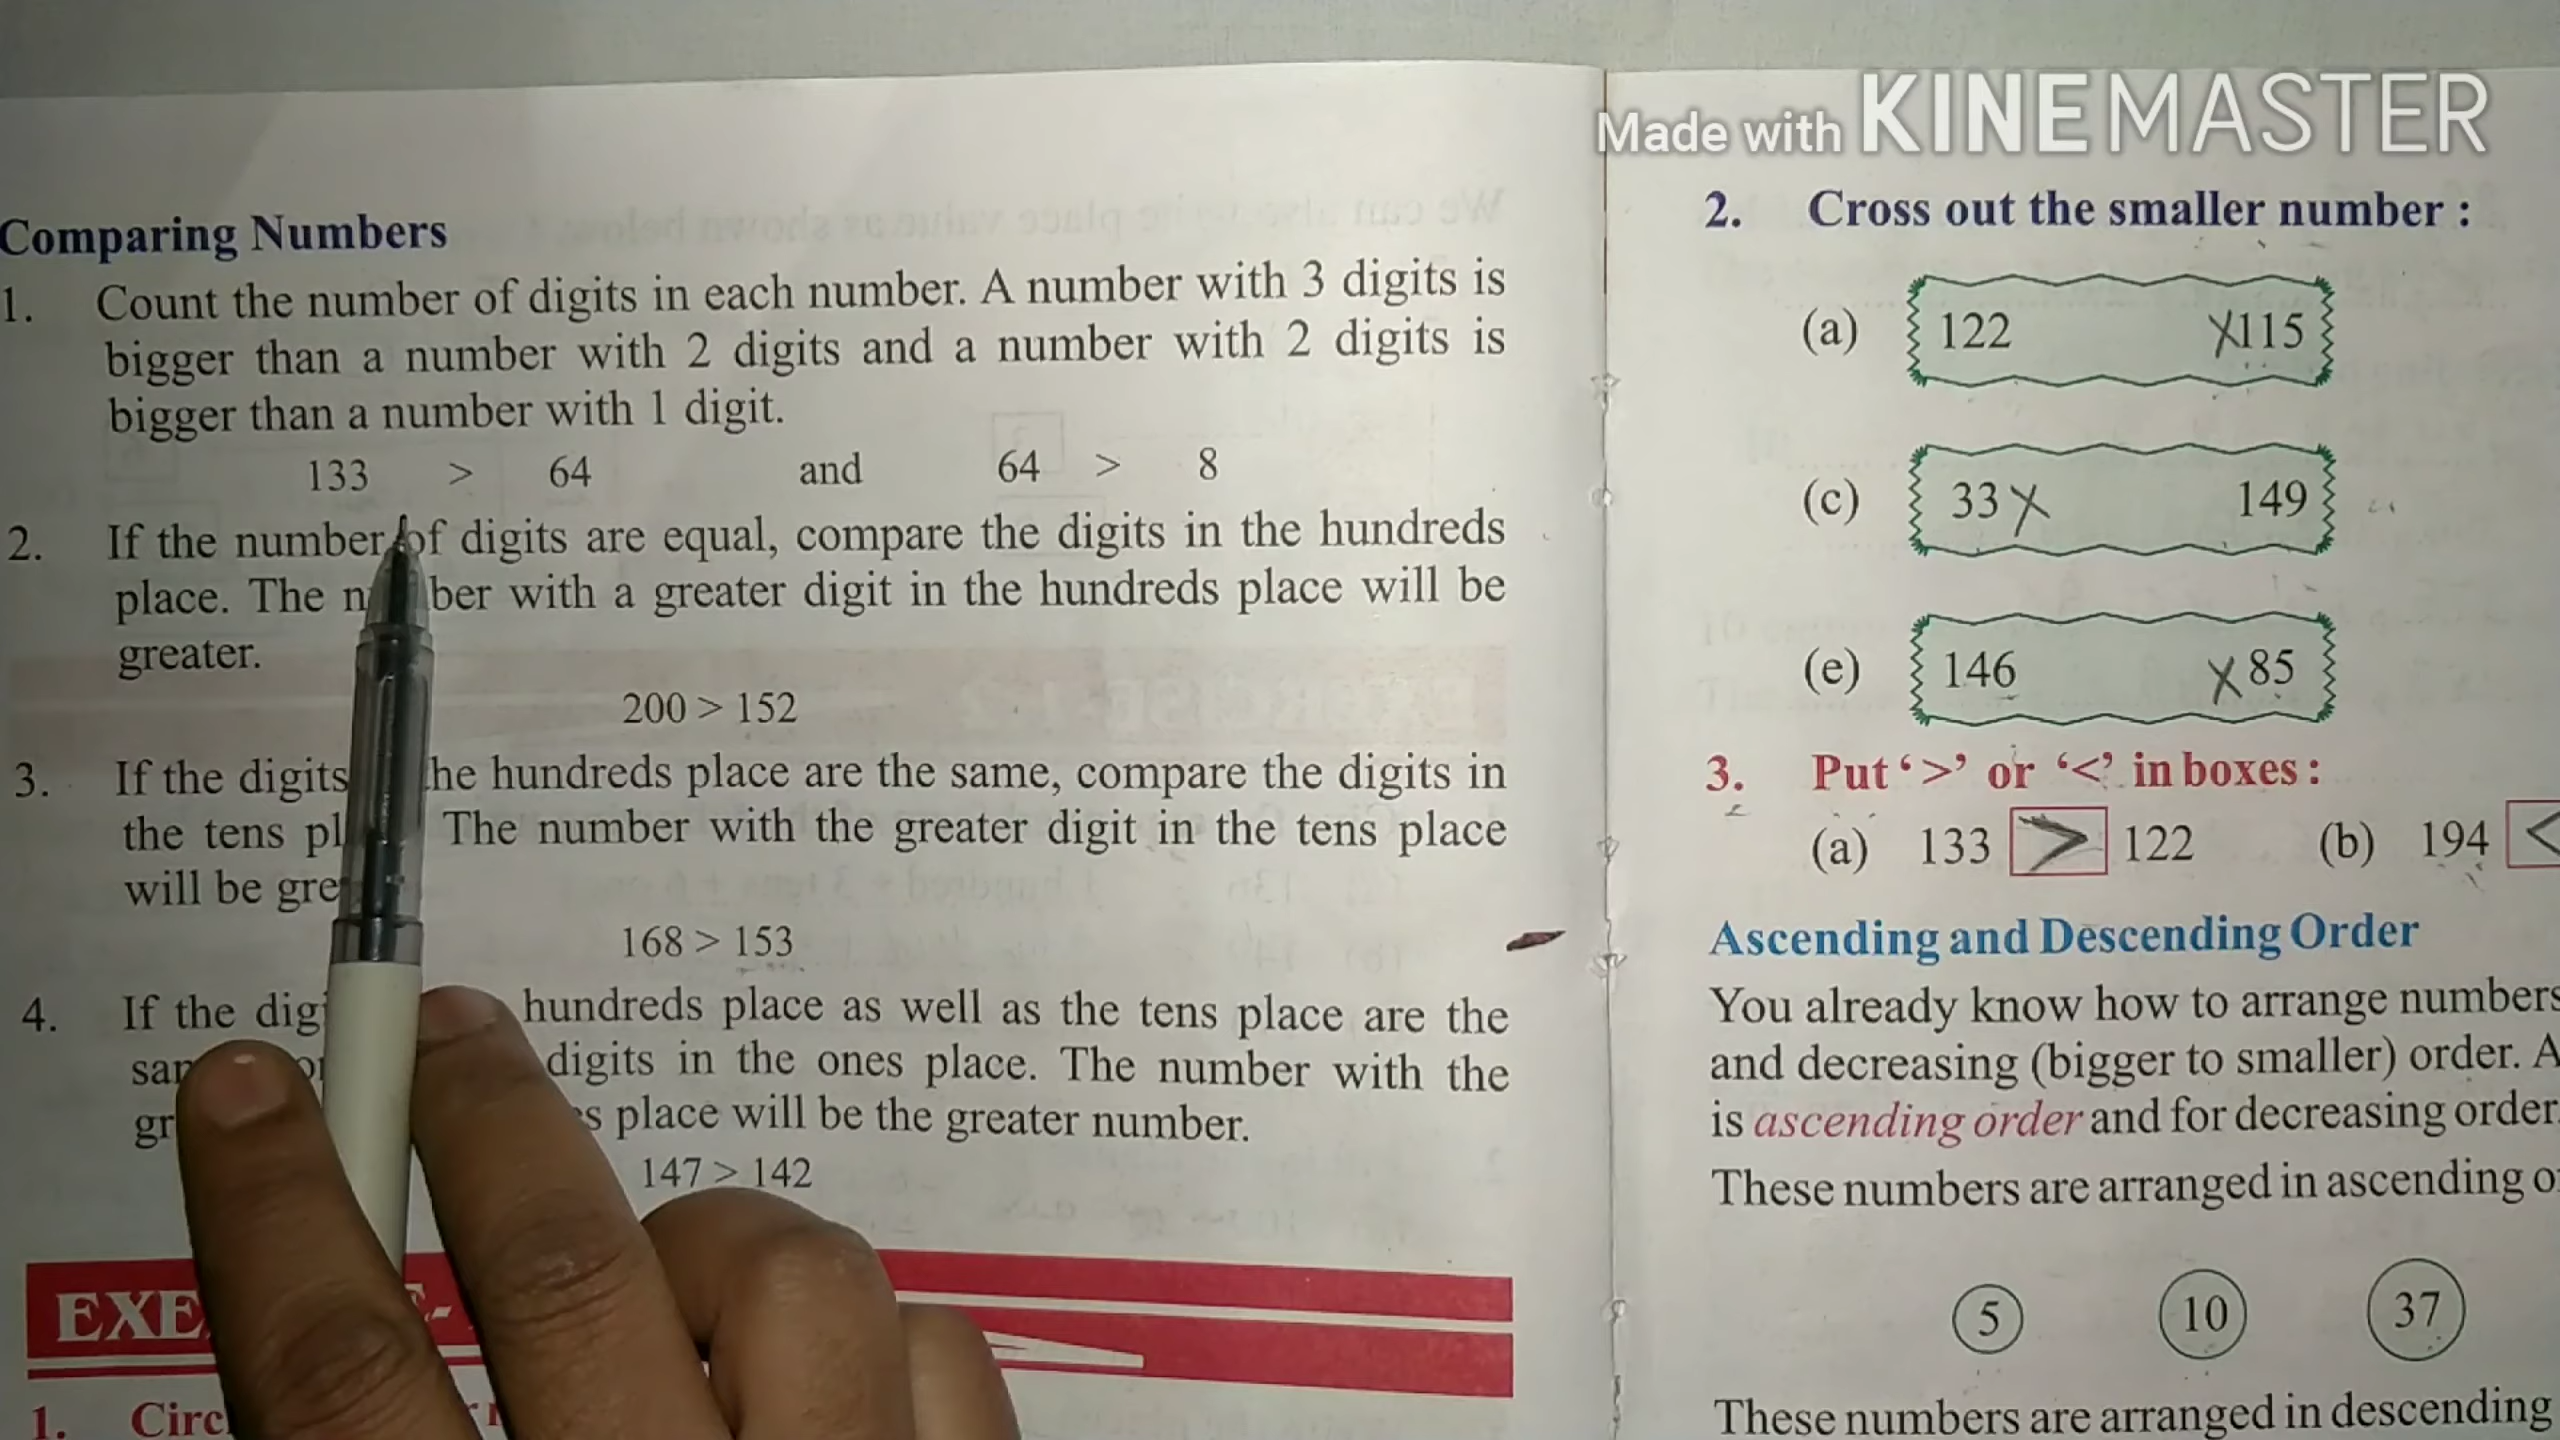 Made with KINEMASTER
Comparing Numbers
1. Count the number of digits in each number. A number with 3 digits is
bigger than a number with 2 digits and a number with 2 digits is
bigger than a number with 1 digit.
133 > 64 and 64 > 8
2. If the number of digits are equal, compare the digits in the hundreds
place. The ber with a greater digit in the hundreds place will be
greater.
200 > 152
3. If the digits he hundreds place are the same, compare the digits in
the tens pl The number with the greater digit in the tens place
will be gre
168 > 153
4. If the digi hundreds place as well as the tens place are the
digits in the ones place. The number with the
s place will be the greater number.
147 > 142
EXE
1. Circ
2. Cross out the smaller number :
(a) 122 X115
(c) 33 X 149
(e) 146 X 85
3. Put '>' or '<' in boxes :
(a) 133 > 122 (b) 194 <
Ascending and Descending Order
You already know how to arrange numbers
and decreasing (bigger to smaller) order. A
is ascending order and for decreasing order
These numbers are arranged in ascending o
5 10 37
These numbers are arranged in descending